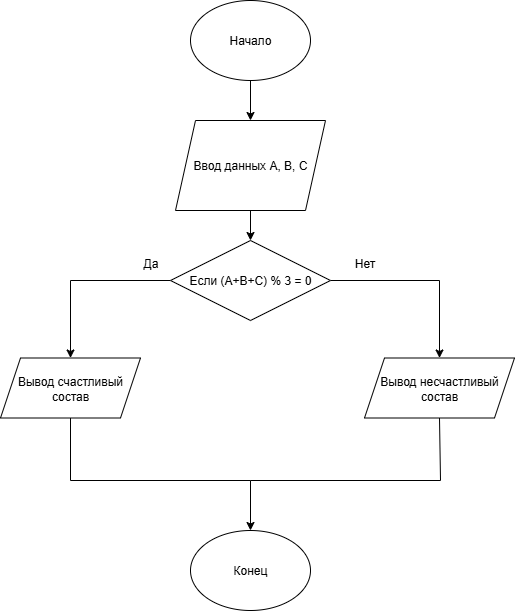 Начало
Ввод данных A, B, C
Да
Нет
Если (A+B+C) % 3 = 0
Вывод счастливый
состав
Вывод несчастливый
состав
Конец